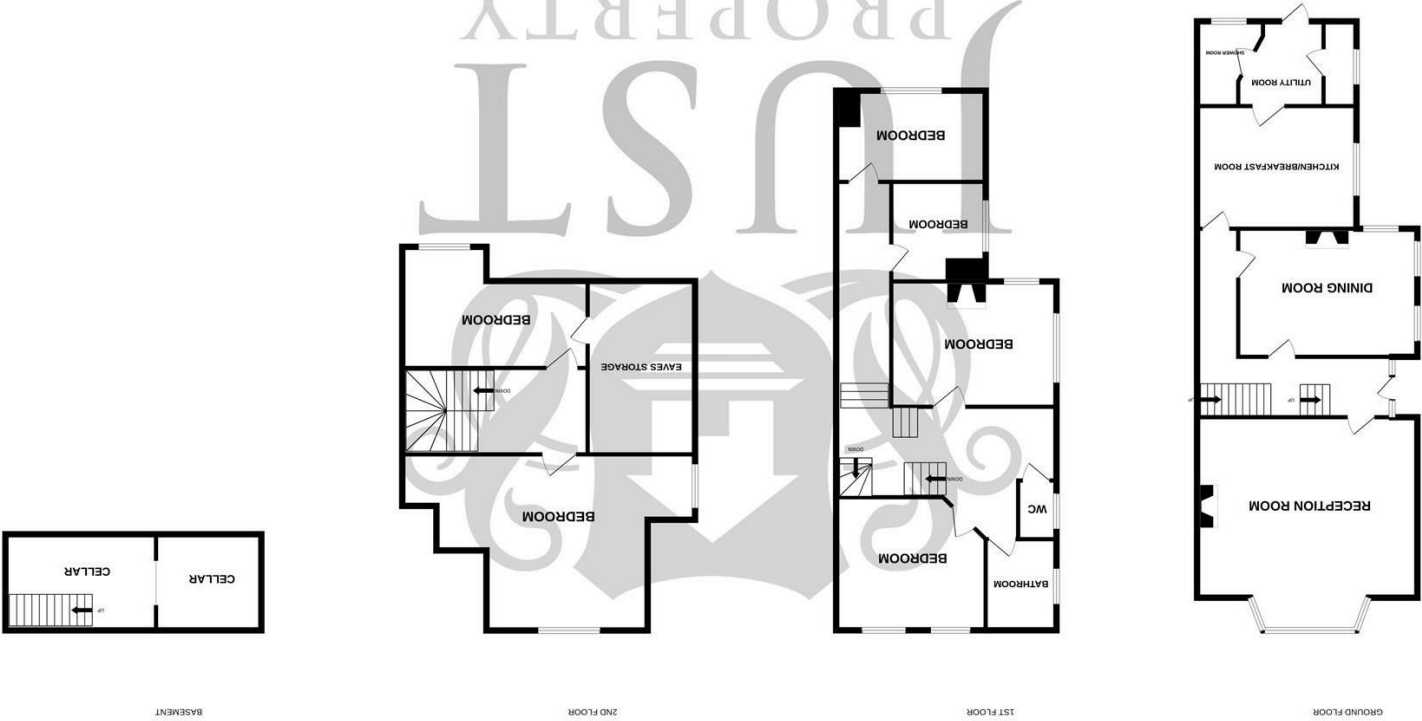 GROUND FLOOR
RECEPTION ROOM
UP
UP
DINING ROOM
KITCHEN/BREAKFAST ROOM
UTILITY ROOM
SHOWER ROOM
1ST FLOOR
BATHROOM
BEDROOM
WC
DOWN
DOWN
BEDROOM
BEDROOM
BEDROOM
2ND FLOOR
BEDROOM
DOWN
EAVES STORAGE
BEDROOM
BASEMENT
UP
CELLAR
CELLAR
JUST
PROPERTY